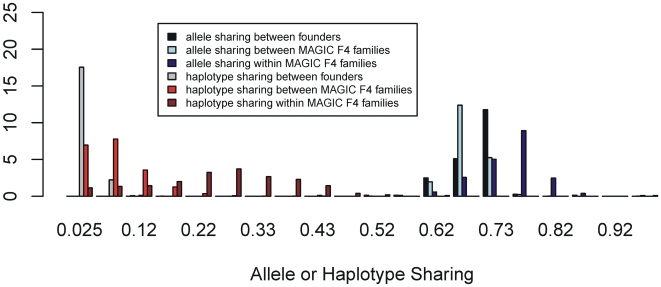 25
20
15
10
5
0
allele sharing between founders
allele sharing between MAGIC F4 families
allele sharing within MAGIC F4 families
haplotype sharing between founders
haplotype sharing between MAGIC F4 families
haplotype sharing within MAGIC F4 families
0.025 0.12 0.22 0.33 0.43 0.52 0.62 0.73 0.82 0.92
Allele or Haplotype Sharing